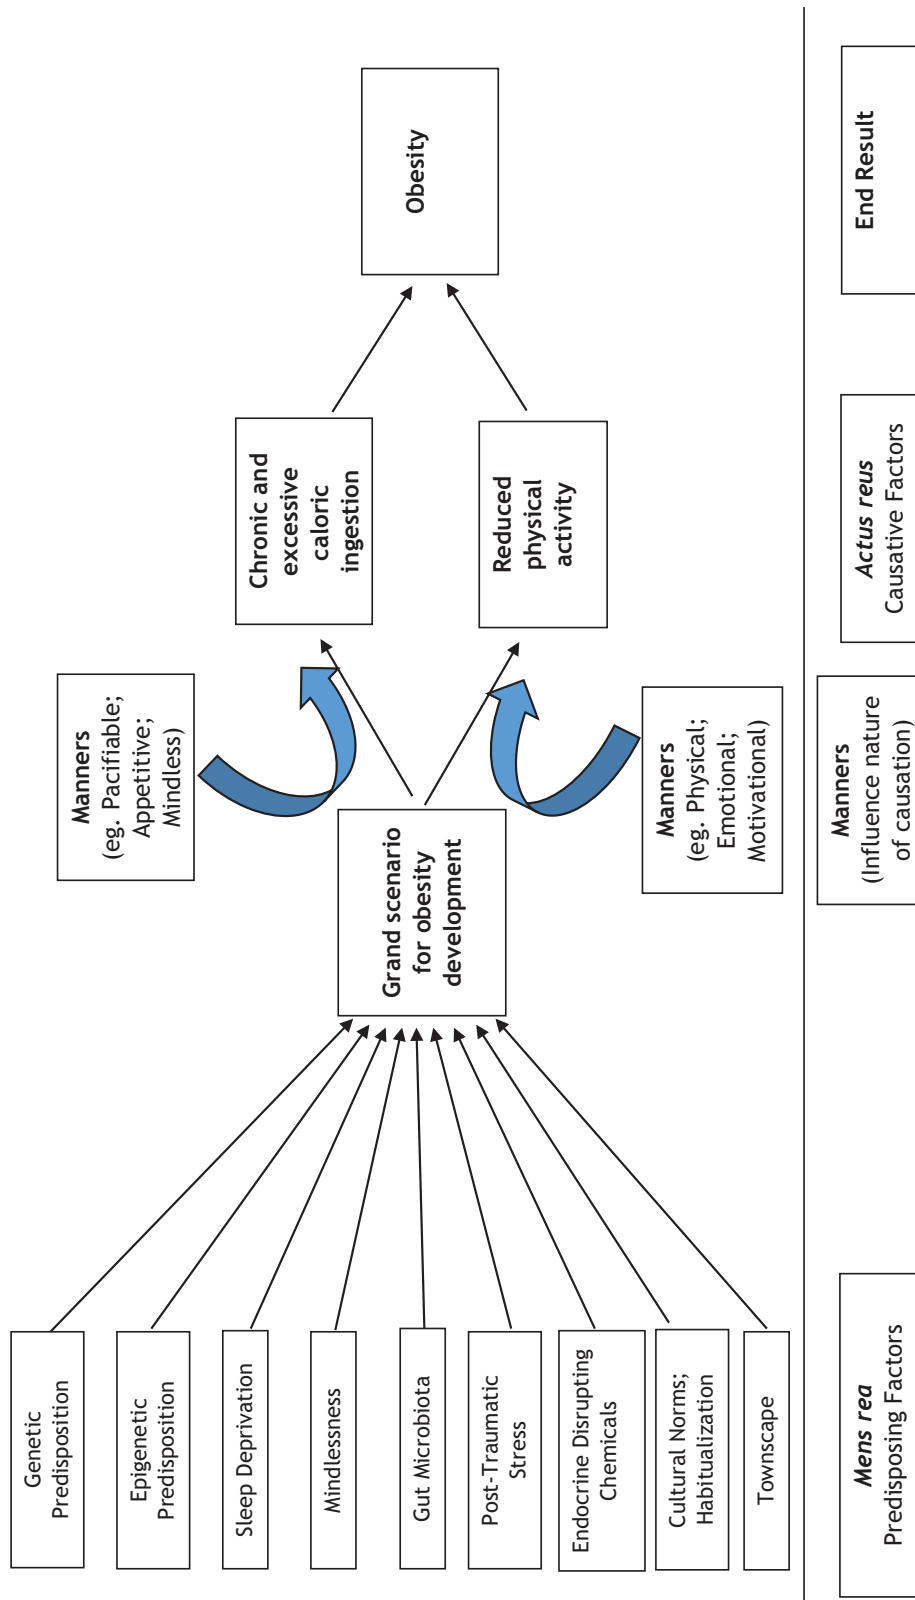 Genetic
Predisposition
Epigenetic
Predisposition
Sleep Deprivation
Mindlessness
Gut Microbiota
Post-Traumatic
Stress
Endocrine Disrupting
Chemicals
Cultural Norms;
Habitualization
Townscape
Grand scenario
for obesity
development
Manners
(eg. Pacifiable;
Appetitive;
Mindless)
Manners
(eg. Physical;
Emotional;
Motivational)
Chronic and
excessive
caloric
ingestion
Reduced
physical
activity
Obesity
Mens rea
Predisposing Factors
Manners
(Influence nature
of causation)
Actus reus
Causative Factors
End Result